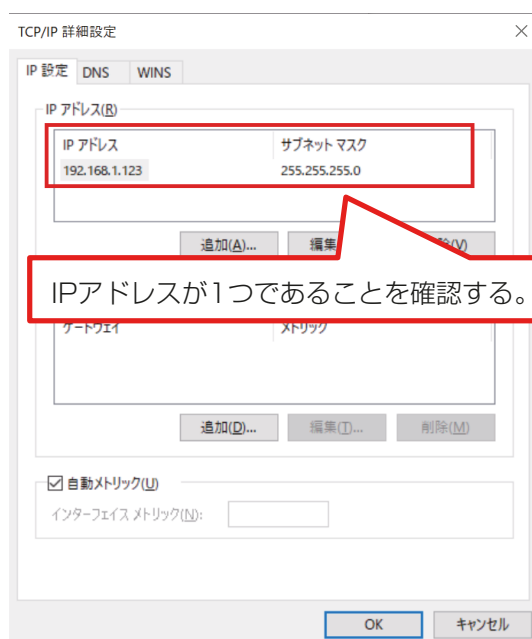 TCP/IP 詳細設定
IP 設定 DNS WINS
IP アドレス(R)
IP アドレス サブネット マスク
192.168.1.123 255.255.255.0
追加(A)... 編集 (V)
IPアドレスが1つであることを確認する。
ゲートウェイ メトリック
追加(D)... 編集(T)... 削除(M)
自動メトリック(U)
インターフェイス メトリック(N):
OK キャンセル